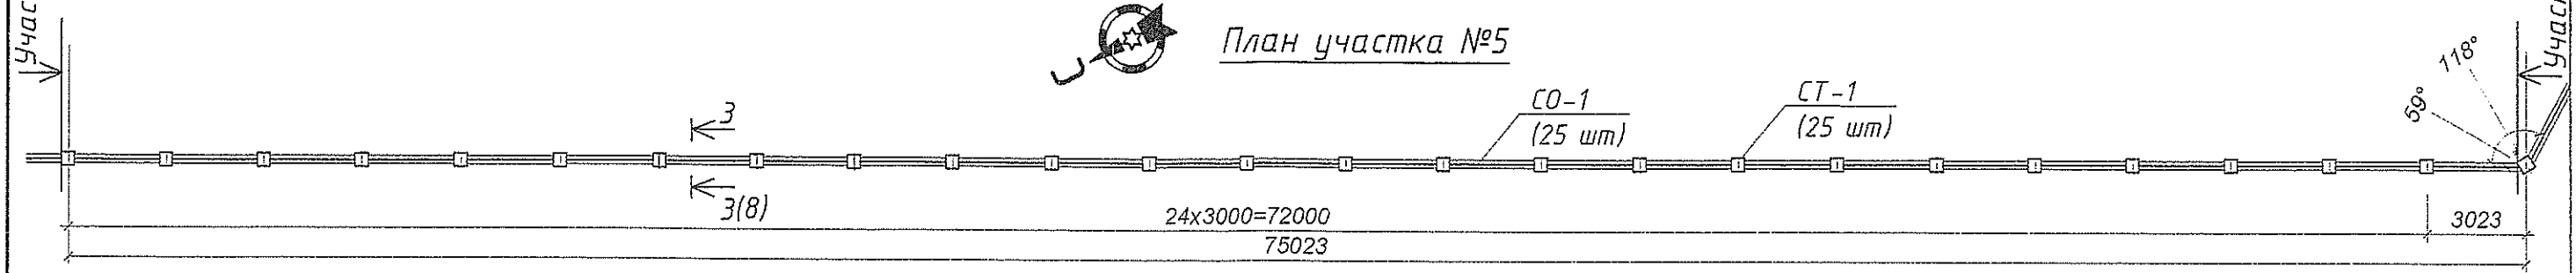 Учас
План участка №5
Учас
118°
59°
СО-1
(25 шт)
СТ-1
(25 шт)
3
3(8)
24х3000=72000
3023
75023
С